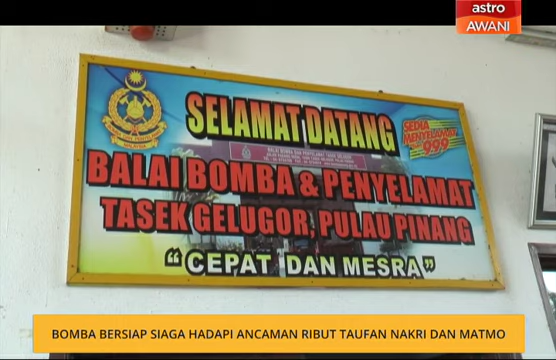 astro
AWANI
SELAMAT DATANG
SEDIA
MENYELAMAT
999
BALAI BOMBA & PENYELAMAT
TASEK GELUGOR, PULAU PINANG
"CEPAT DAN MESRA"
BOMBA BERSIAP SIAGA HADAPI ANCAMAN RIBUT TAUFAN NAKRI DAN MATMO